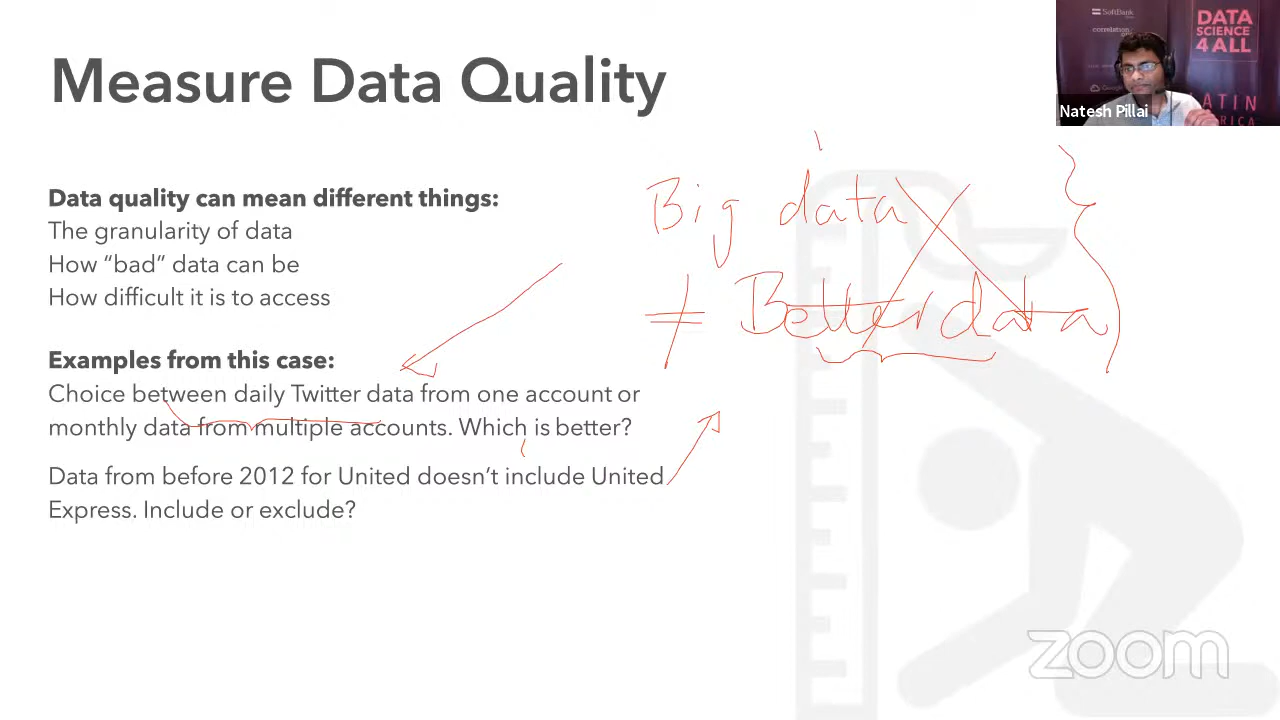 Measure Data Quality
SoftBank
correlation
DATA
SCIENCE
4 ALL
Natesh Pillai
LATIN
Data quality can mean different things:
The granularity of data
How “bad” data can be
How difficult it is to access
Big data
≠ Better data
Examples from this case:
Choice between daily Twitter data from one account or
monthly data from multiple accounts. Which is better?
Data from before 2012 for United doesn’t include United
Express. Include or exclude?
zoom